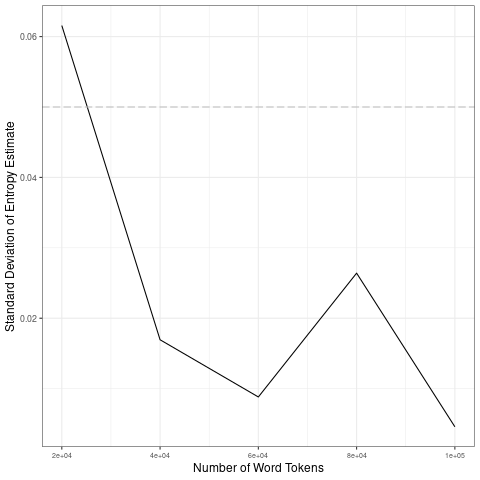 0.06
0.04
0.02
Standard Deviation of Entropy Estimate
2e+04 4e+04 6e+04 8e+04 1e+05
Number of Word Tokens